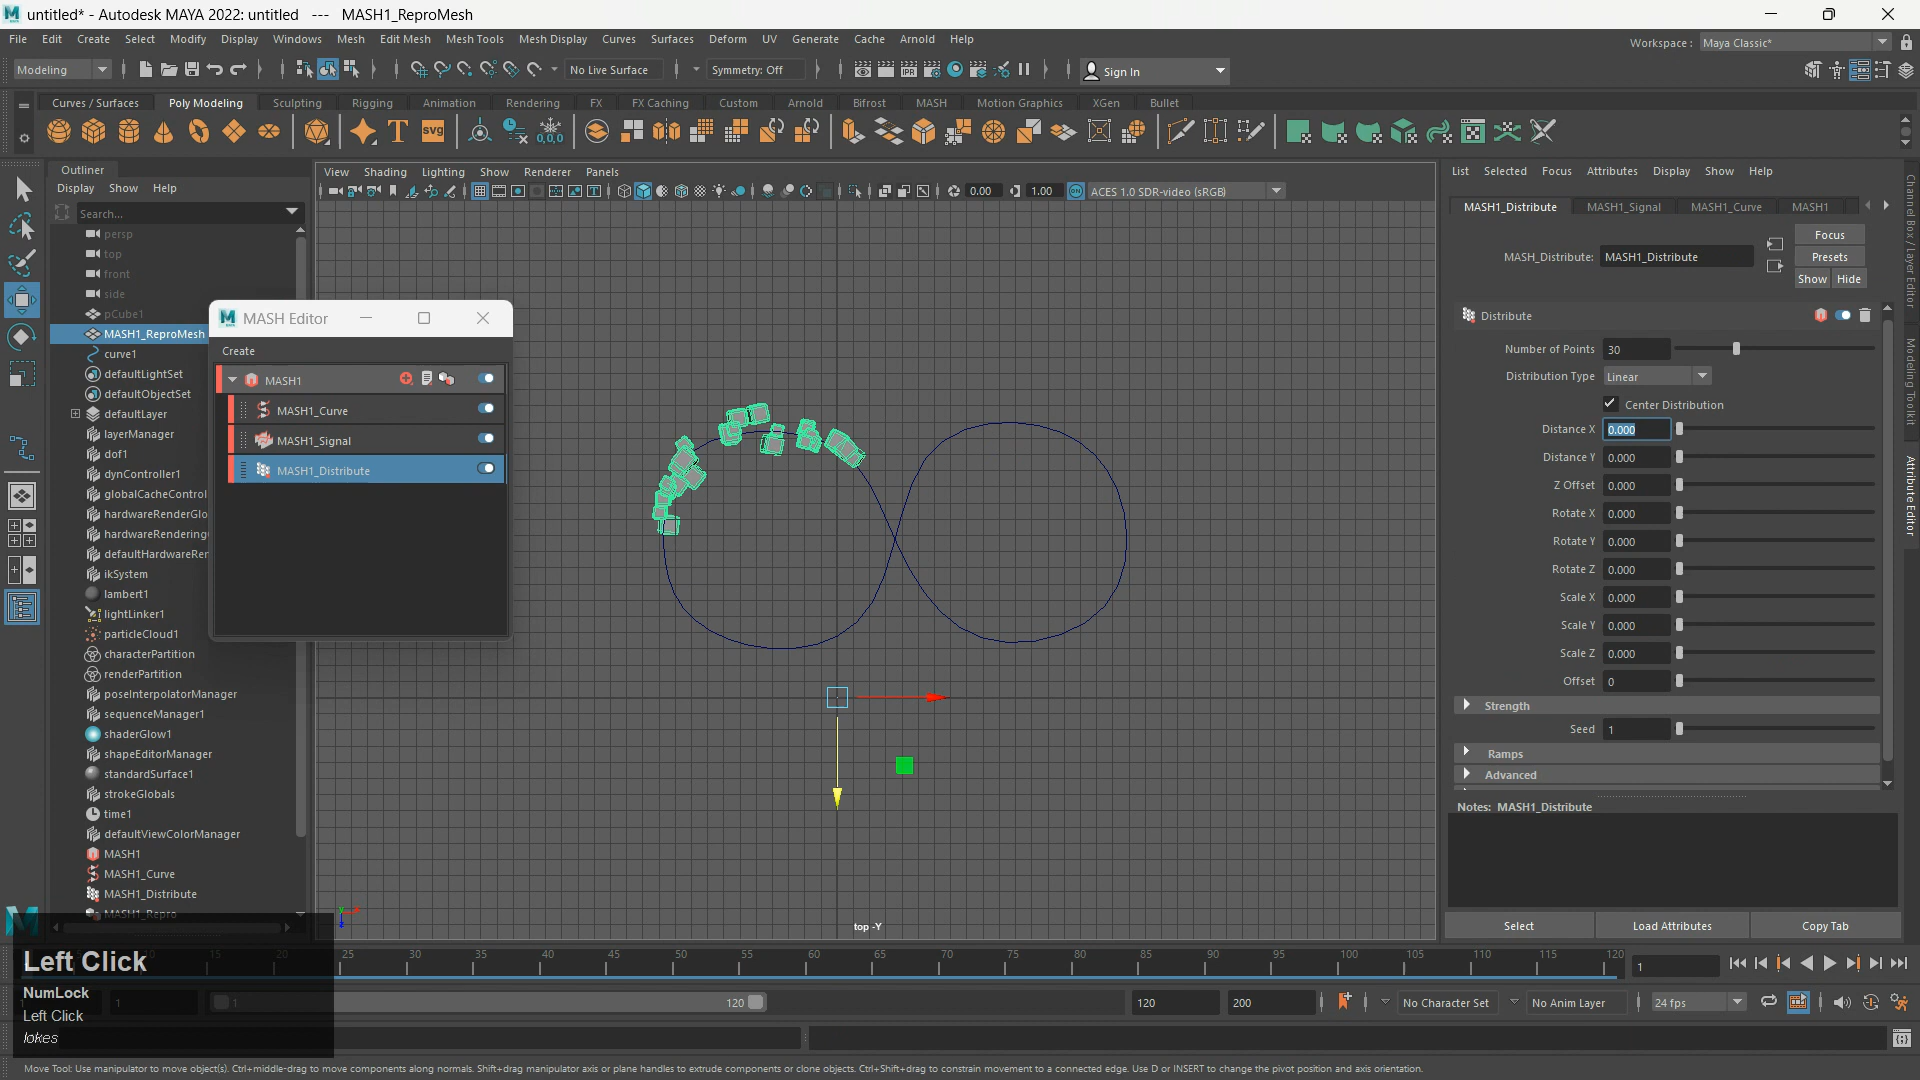 untitled* - Autodesk MAYA 2022: untitled --- MASH1_ReproMesh
File Edit Create Select Modify Display Windows Mesh Edit Mesh Mesh Tools Mesh Display Curves Surfaces Deform UV Generate Cache Arnold Help
Workspace : Maya Classic*
Modeling No Live Surface Symmetry: Off Sign In
Curves / Surfaces Poly Modeling Sculpting Rigging Animation Rendering FX FX Caching Custom Arnold Bifrost MASH Motion Graphics XGen Bullet
Outliner
Display Show Help
Search...
persp
top
front
side
pCube1
MASH1_ReproMesh
curve1
defaultLightSet
defaultObjectSet
defaultLayer
layerManager
dof1
dynController1
globalCacheControl
hardwareRenderGlo
hardwareRendering
defaultHardwareRen
ikSystem
lambert1
lightLinker1
particleCloud1
characterPartition
renderPartition
poseInterpolatorManager
sequenceManager1
shaderGlow1
shapeEditorManager
standardSurface1
strokeGlobals
time1
defaultViewColorManager
MASH1
MASH1_Curve
MASH1_Distribute
MASH1_Repro
MASH Editor
Create
MASH1
MASH1_Curve
MASH1_Signal
MASH1_Distribute
View Shading Lighting Show Renderer Panels
0.00 1.00 ACES 1.0 SDR-video (sRGB)
top -Y
List Selected Focus Attributes Display Show Help
MASH1_Distribute MASH1_Signal MASH1_Curve MASH1
Focus
MASH_Distribute: MASH1_Distribute Presets
Show Hide
Distribute
Number of Points 30
Distribution Type Linear
Center Distribution
Distance X 0.000
Distance Y 0.000
Z Offset 0.000
Rotate X 0.000
Rotate Y 0.000
Rotate Z 0.000
Scale X 0.000
Scale Y 0.000
Scale Z 0.000
Offset 0
Strength
Seed 1
Ramps
Advanced
Notes: MASH1_Distribute
Select Load Attributes Copy Tab
Channel Box / Layer Editor
Modeling Toolkit
Attribute Editor
15 20 25 30 35 40 45 50 55 60 65 70 75 80 85 90 95 100 105 110 115 120
1
1 1 120 120 200 No Character Set No Anim Layer 24 fps
Left Click
NumLock
Left Click
lokes
Move Tool: Use manipulator to move object(s). Ctrl+middle-drag to move components along normals. Shift+drag manipulator axis or plane handles to extrude components or clone objects. Ctrl+Shift+drag to constrain movement to a connected edge. Use D or INSERT to change the pivot position and axis orientation.